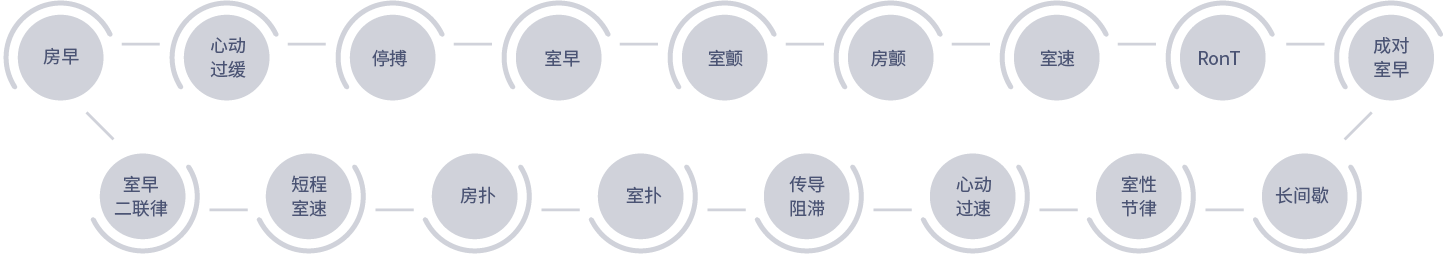 房早
心动
过缓
停搏
室早
室颤
房颤
室速
RonT
成对
室早
室早
二联律
短程
室速
房扑
室扑
传导
阻滞
心动
过速
室性
节律
长间歇